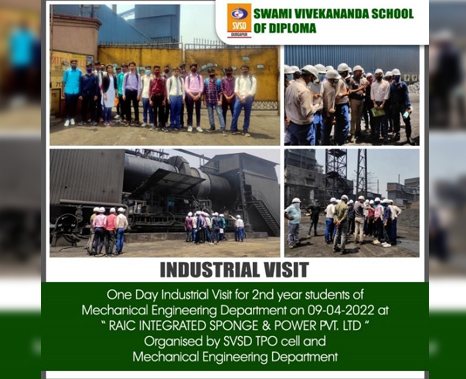 SWAMI VIVEKANANDA SCHOOL
OF DIPLOMA
SVSD
DURGAPUR
INDUSTRIAL VISIT
One Day Industrial Visit for 2nd year students of
Mechanical Engineering Department on 09-04-2022 at
“ RAIC INTEGRATED SPONGE & POWER PVT. LTD ”
Organised by SVSD TPO cell and
Mechanical Engineering Department